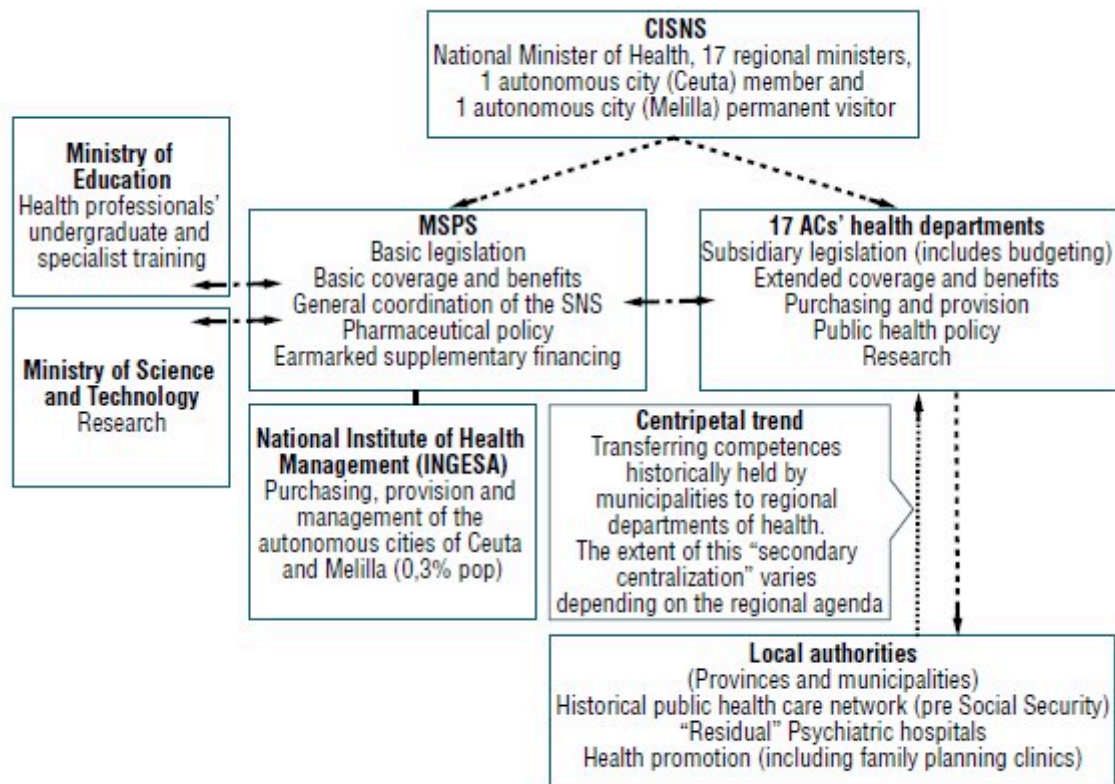 CISNS
National Minister of Health, 17 regional ministers,
1 autonomous city (Ceuta) member and
1 autonomous city (Melilla) permanent visitor
Ministry of
Education
Health professionals'
undergraduate and
specialist training
MSPS
Basic legislation
Basic coverage and benefits
General coordination of the SNS
Pharmaceutical policy
Earmarked supplementary financing
17 ACs' health departments
Subsidiary legislation (includes budgeting)
Extended coverage and benefits
Purchasing and provision
Public health policy
Research
Ministry of Science
and Technology
Research
National Institute of Health
Management (INGESA)
Purchasing, provision and
management of the
autonomous cities of Ceuta
and Melilla (0,3% pop)
Centripetal trend
Transferring competences
historically held by
municipalities to regional
departments of health.
The extent of this “secondary
centralization” varies
depending on the regional agenda
Local authorities
(Provinces and municipalities)
Historical public health care network (pre Social Security)
“Residual” Psychiatric hospitals
Health promotion (including family planning clinics)